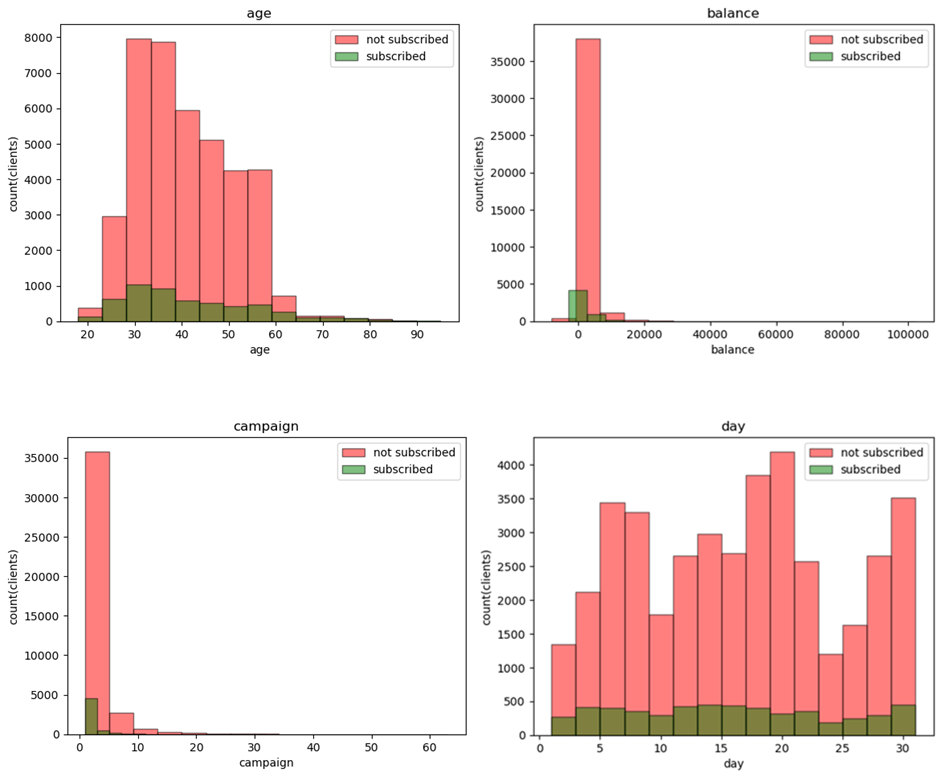 age
8000
7000
6000
5000
4000
3000
2000
1000
0
count(clients)
not subscribed
subscribed
20 30 40 50 60 70 80 90
age
balance
35000
30000
25000
20000
15000
10000
5000
0
count(clients)
not subscribed
subscribed
0 20000 40000 60000 80000 100000
balance
campaign
35000
30000
25000
20000
15000
10000
5000
0
count(clients)
not subscribed
subscribed
0 10 20 30 40 50 60
campaign
day
4000
3500
3000
2500
2000
1500
1000
500
0
count(clients)
not subscribed
subscribed
0 5 10 15 20 25 30
day